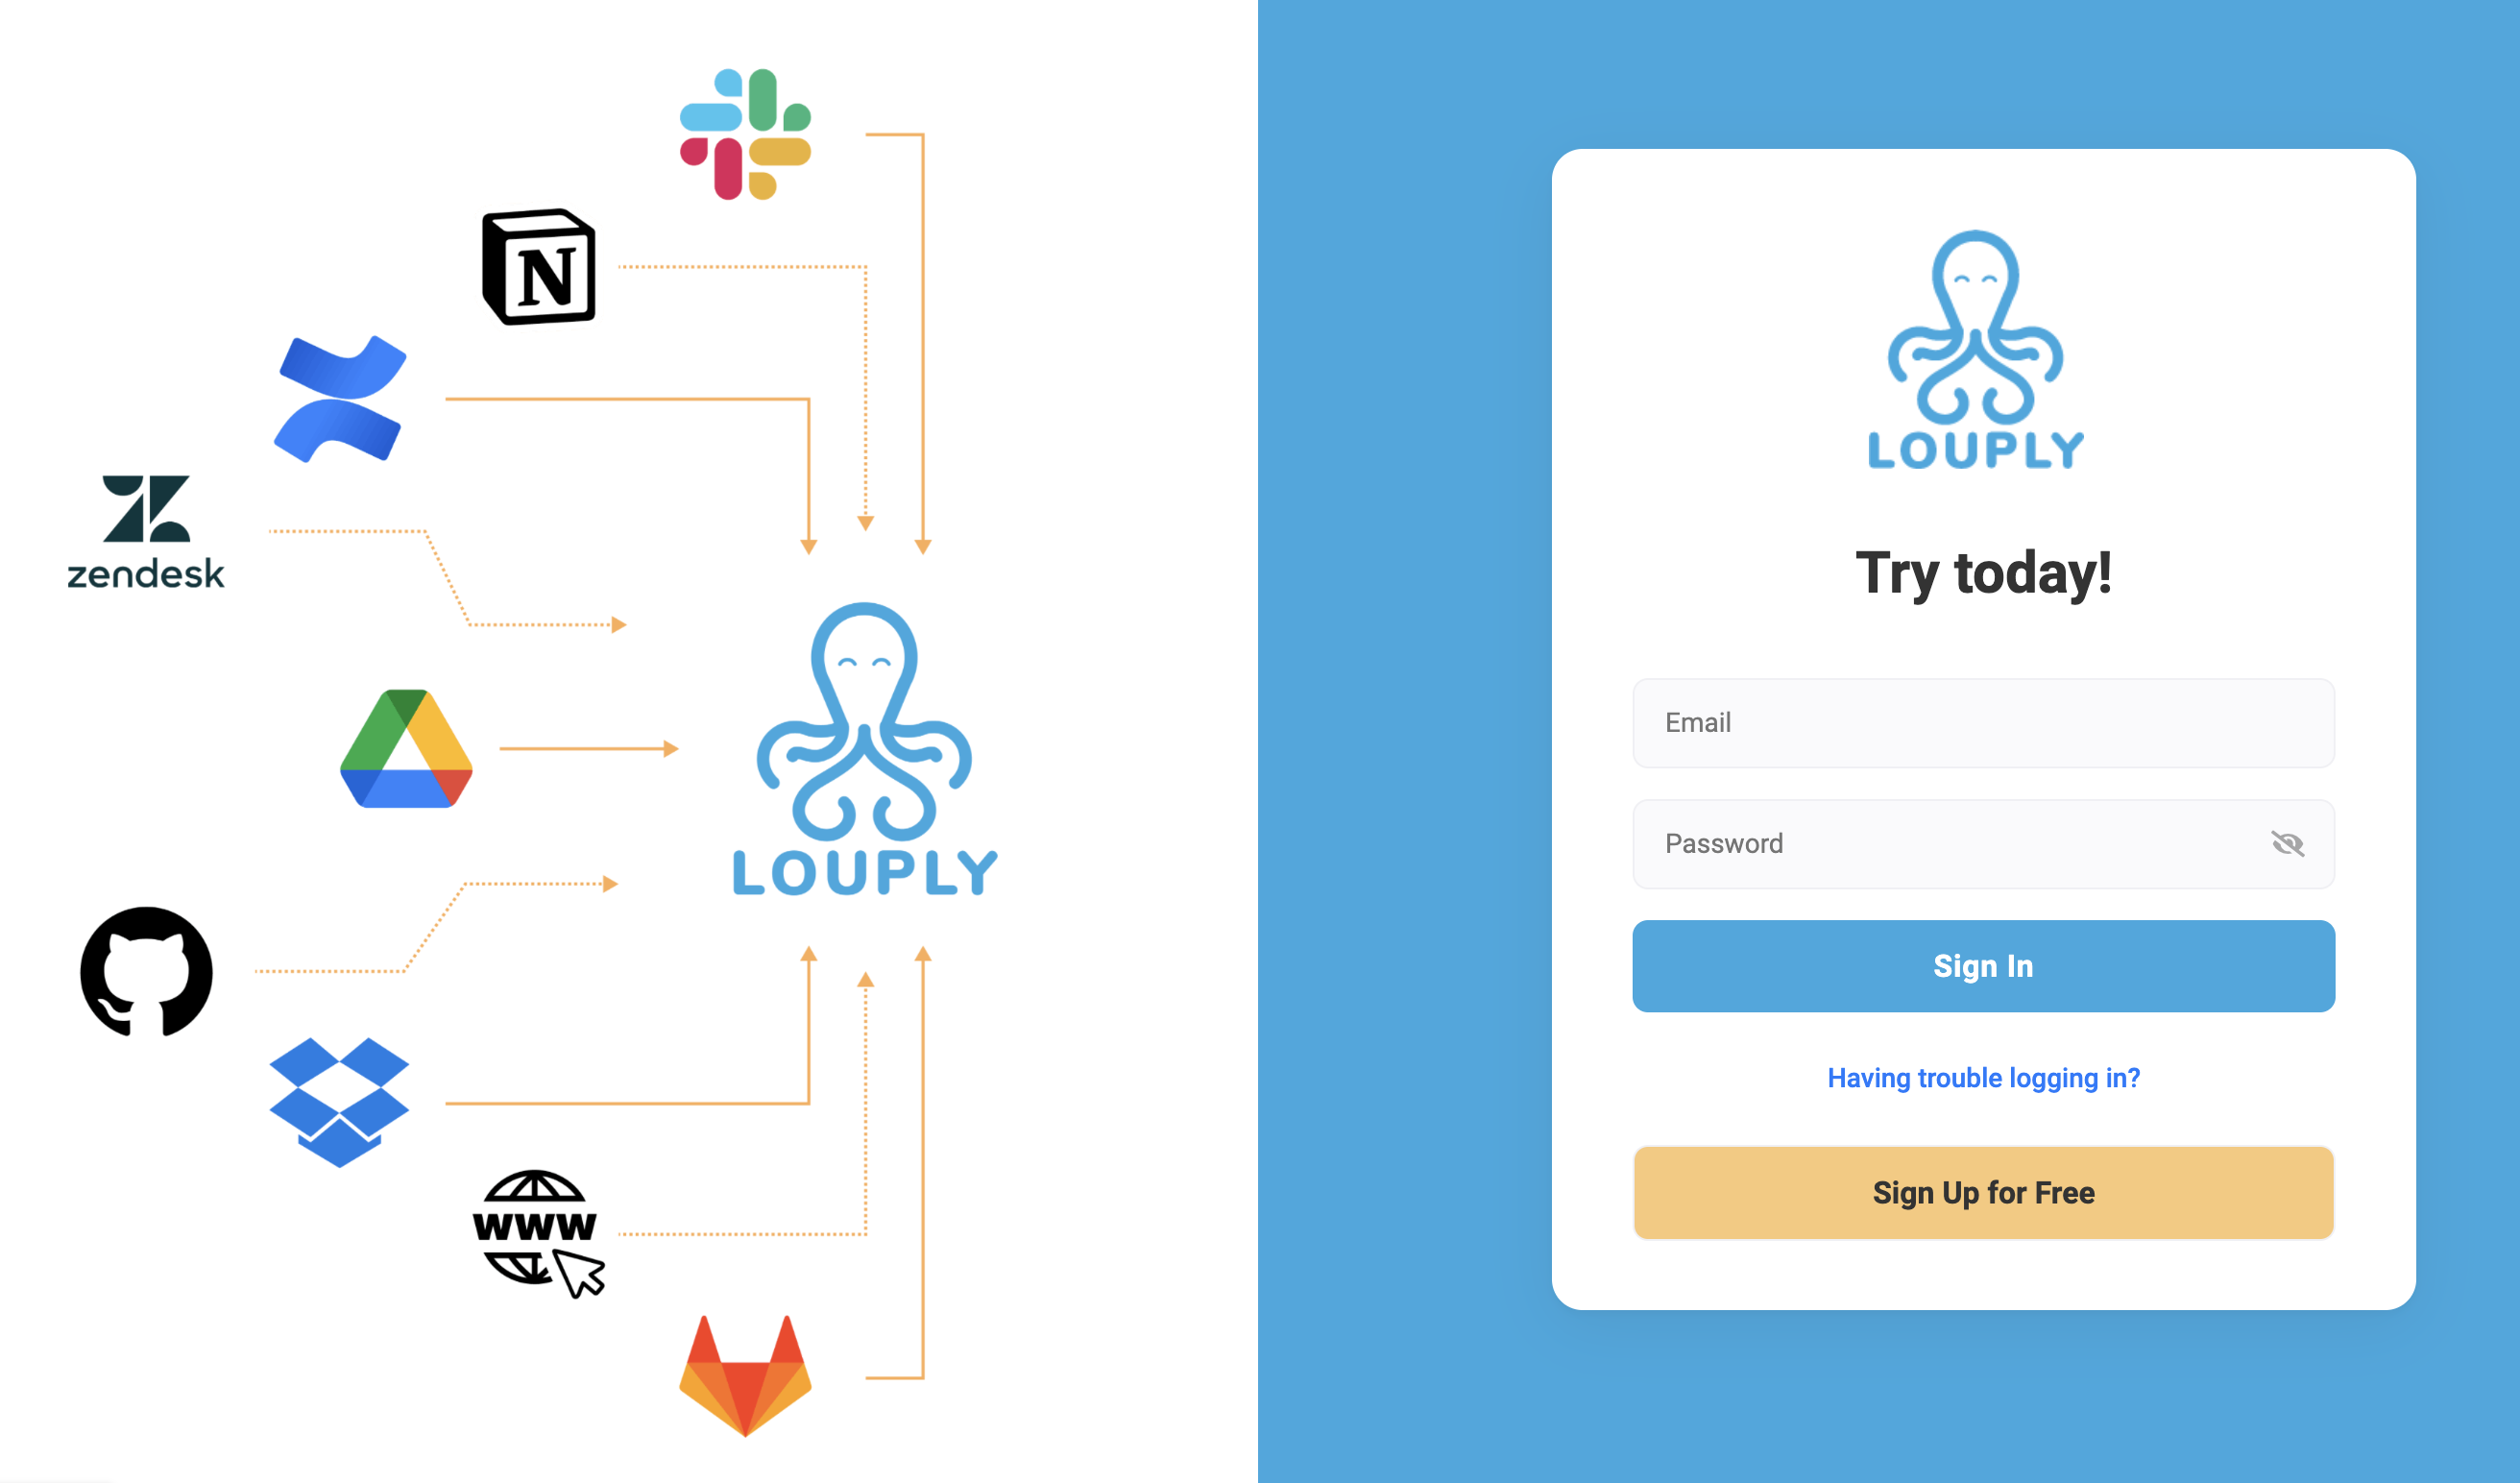 N
zendesk
LOUPLY
www
LOUPLY
Try today!
Email
Password
Sign In
Having trouble logging in?
Sign Up for Free